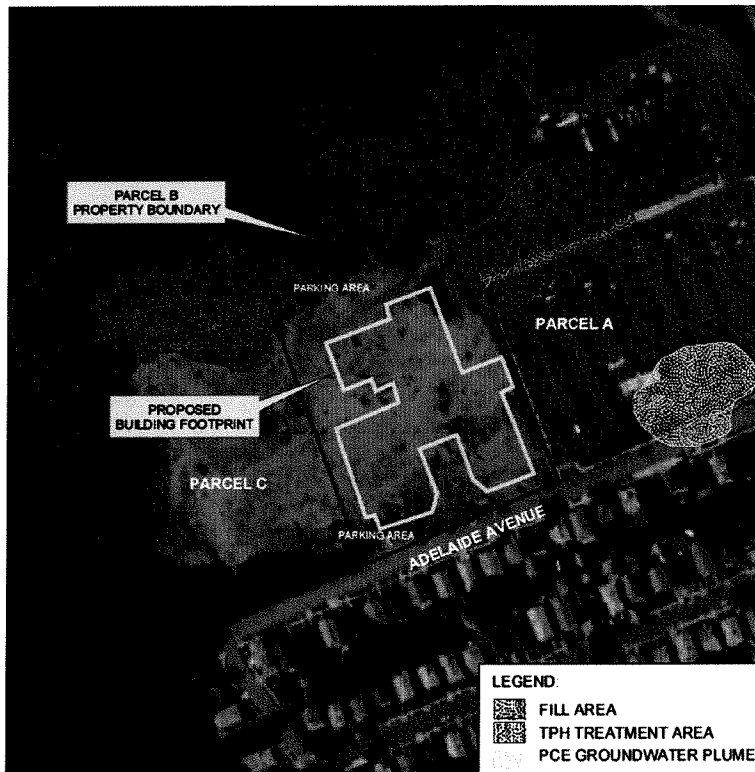 PARCEL B
PROPERTY BOUNDARY
PARKING AREA
PARCEL A
PROPOSED
BUILDING FOOTPRINT
PARCEL C
PARKING AREA
ADELAIDE AVENUE
LEGEND:
FILL AREA
TPH TREATMENT AREA
PCE GROUNDWATER PLUME